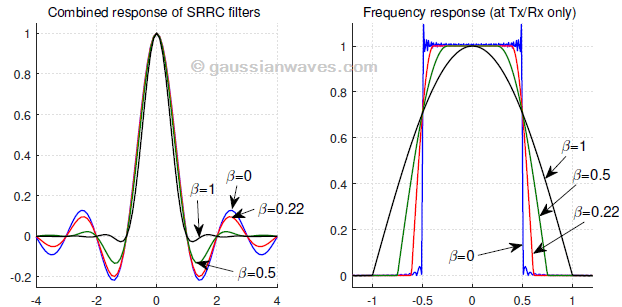 Combined response of SRRC filters
Frequency response (at Tx/Rx only)
© gaussianwaves.com
1
0.8
0.6
0.4
0.2
0
-0.2
-4
-2
0
2
4
β=1
β=0
β=0.22
β=0.5
1
0.8
0.6
0.4
0.2
0
-1
-0.5
0
0.5
1
β=1
β=0.5
β=0.22
β=0